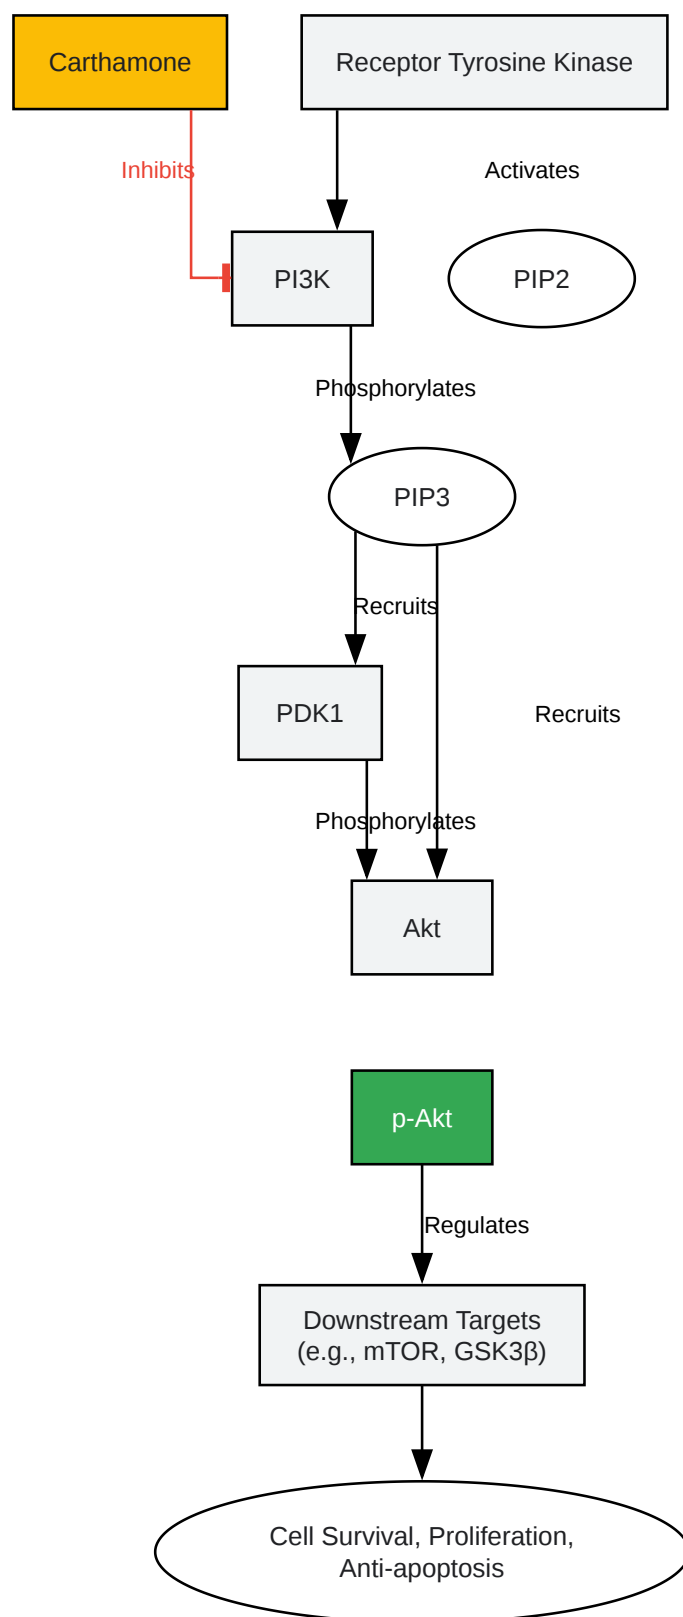 Carthamone
Receptor Tyrosine Kinase
Inhibits
Activates
PI3K
PIP2
Phosphorylates
PIP3
Recruits
PDK1
Recruits
Phosphorylates
Akt
p-Akt
Regulates
Downstream Targets
(e.g., mTOR, GSK3β)
Cell Survival, Proliferation,
Anti-apoptosis